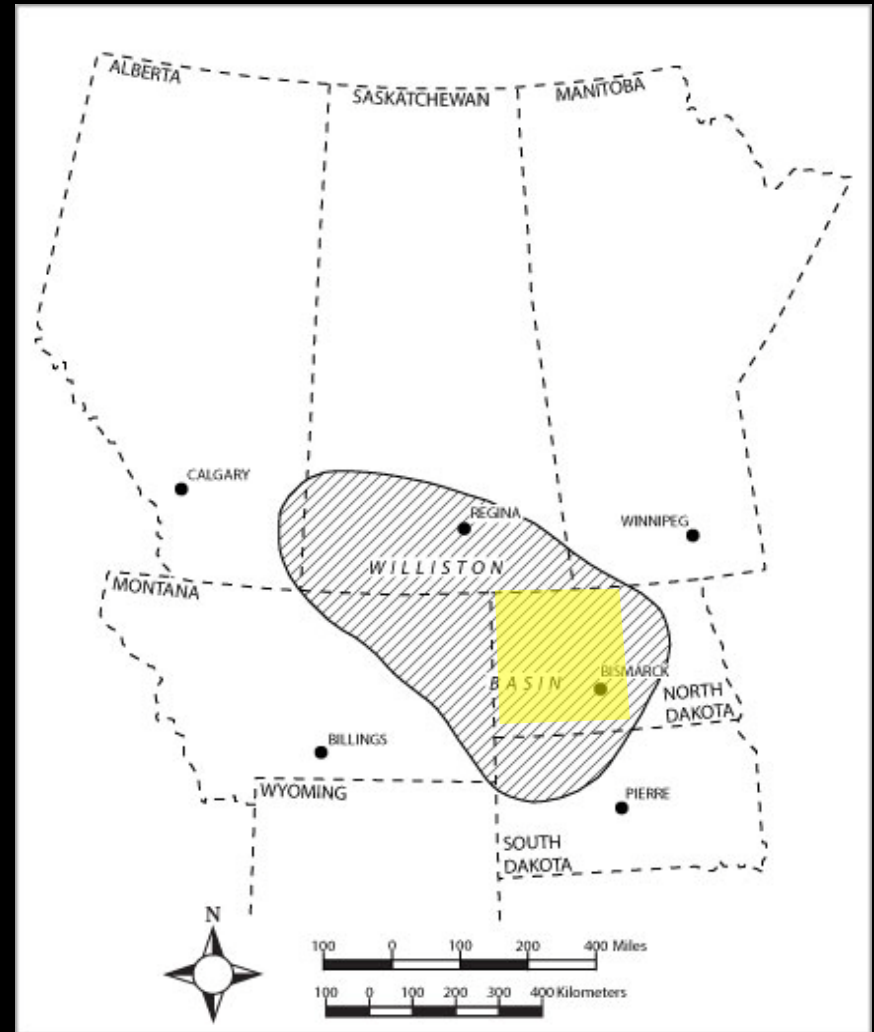 ALBERTA
SASKATCHEWAN
MANITOBA
CALGARY
REGINA
WINNIPEG
WILLISTON
MONTANA
BISMARCK
BASIN
NORTH
DAKOTA
BILLINGS
WYOMING
PIERRE
SOUTH
DAKOTA
N
100 0 100 200 400 Miles
100 0 100 200 300 400 Kilometers